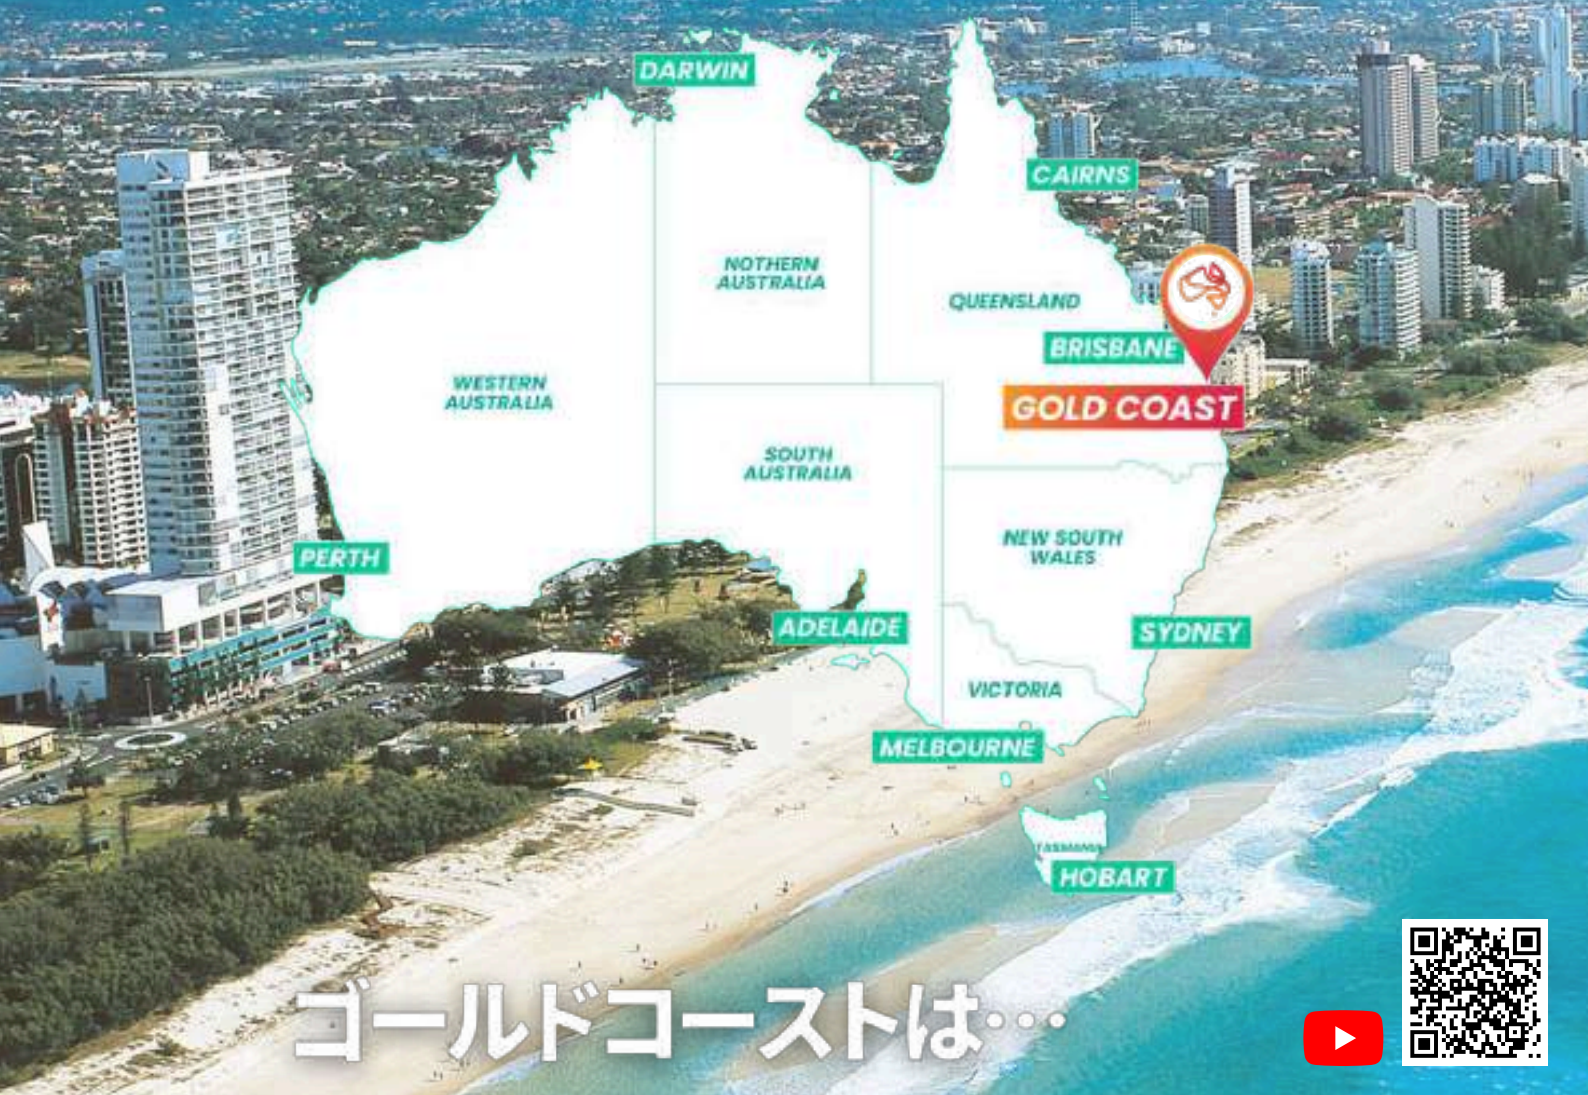 DARWIN
CAIRNS
NOTHERN
AUSTRALIA
QUEENSLAND
BRISBANE
WESTERN
AUSTRALIA
GOLD COAST
SOUTH
AUSTRALIA
NEW SOUTH
WALES
PERTH
ADELAIDE
SYDNEY
VICTORIA
MELBOURNE
TASMANIA
HOBART
ゴールドコーストは…